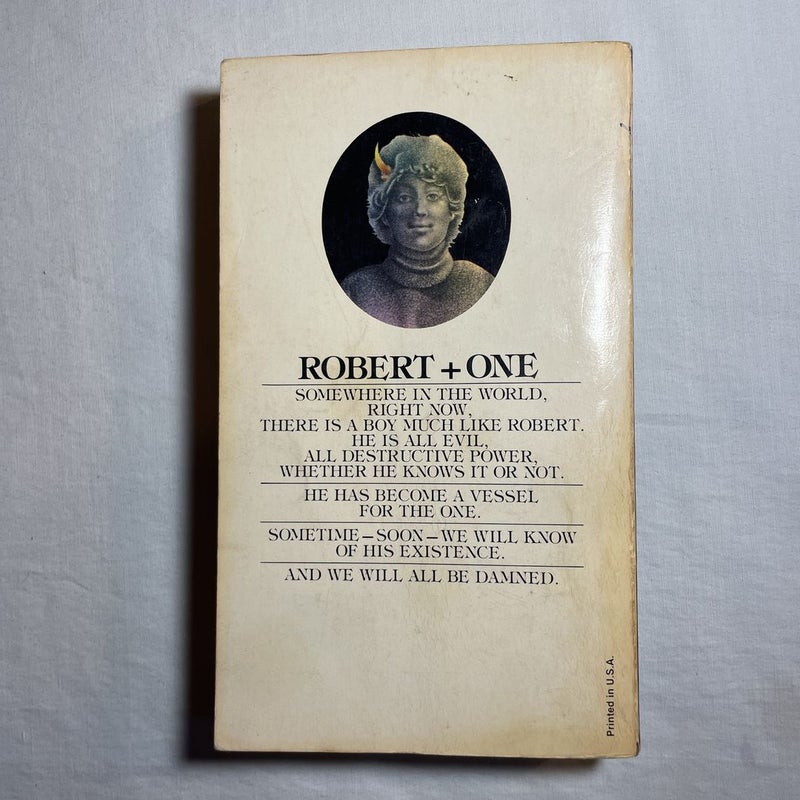 ROBERT + ONE
SOMEWHERE IN THE WORLD,
RIGHT NOW,
THERE IS A BOY MUCH LIKE ROBERT.
HE IS ALL EVIL,
ALL DESTRUCTIVE POWER,
WHETHER HE KNOWS IT OR NOT.
HE HAS BECOME A VESSEL
FOR THE ONE.
SOMETIME—SOON—WE WILL KNOW
OF HIS EXISTENCE.
AND WE WILL ALL BE DAMNED.
Printed in U.S.A.